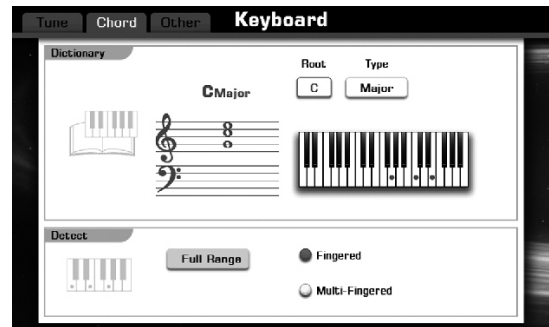 Tune Chord Other Keyboard
Dictionary
Root Type
CMajor C Major
Detect
Full Range
Fingered
Multi-Fingered